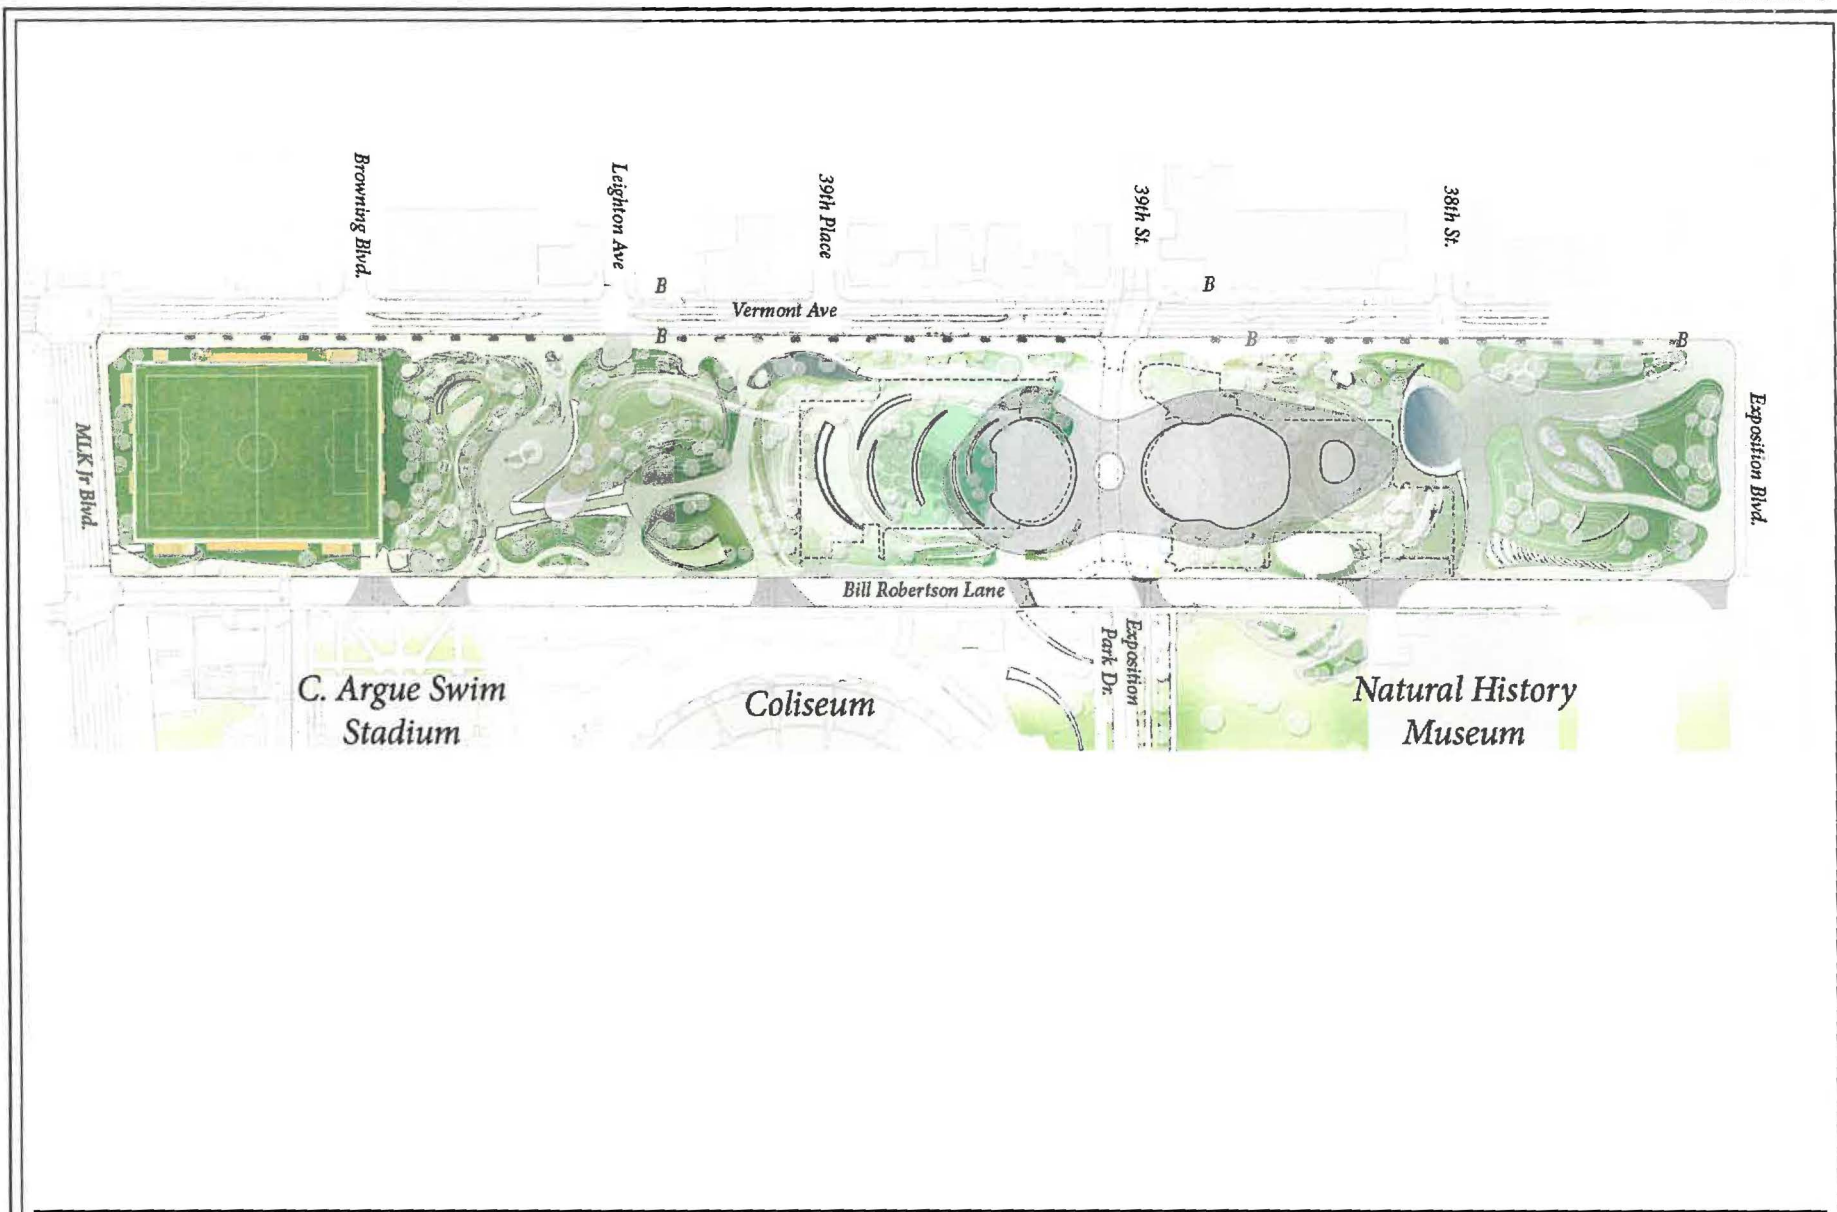 Browning Blvd.
Leighton Ave
39th Place
39th St.
38th St.
B
B
Vermont Ave
B
B
B
MLK Jr Blvd.
Exposition Blvd.
Bill Robertson Lane
Exposition
Park Dr.
C. Argue Swim
Stadium
Coliseum
Natural History
Museum